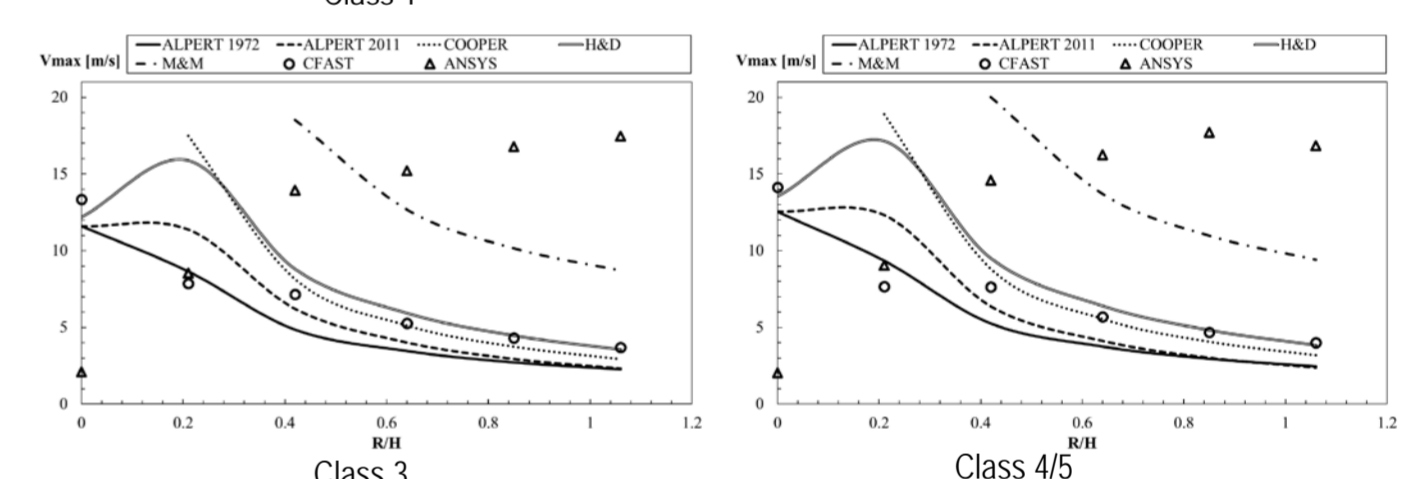 Class 4
ALPERT 1972 ALPERT 2011 COOPER H&D
M&M CFAST ANSYS
Vmax [m/s]
20
15
10
5
0
0 0.2 0.4 0.6 0.8 1 1.2
R/H
Class 3
ALPERT 1972 ALPERT 2011 COOPER H&D
M&M CFAST ANSYS
Vmax [m/s]
20
15
10
5
0
0 0.2 0.4 0.6 0.8 1 1.2
R/H
Class 4/5